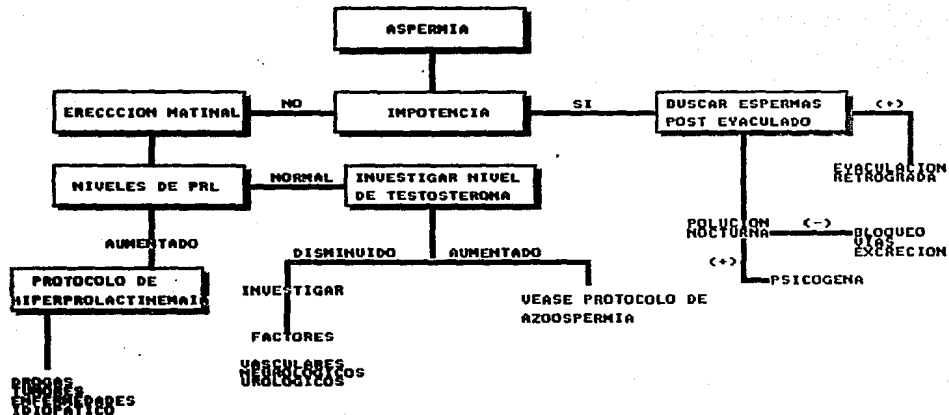 ASPERMIA
ERECCCION MATINAL
NO
IMPOTENCIA
SI
BUSCAR ESPERMAS
POST EYACULADO
(+)
EYACULACION
RETROGRADA
NIVELES DE PRL
NORMAL
INVESTIGAR NIVEL
DE TESTOSTERONA
POLUCION
NOCTURNA
(-)
BLOQUEO
VIAS
EXCRECION
(+)
PSICOGENA
AUMENTADO
PROTOCOLO DE
HIPERPROLACTINEMAIA
DISMINUIDO
AUMENTADO
INVESTIGAR
FACTORES
VASCULARES
NEUROLOGICOS
UROLOGICOS
VEASE PROTOCOLO DE
AZOOSPERMIA
DROGAS
TUMORES
ENFERMEDADES
IDIOPATICO